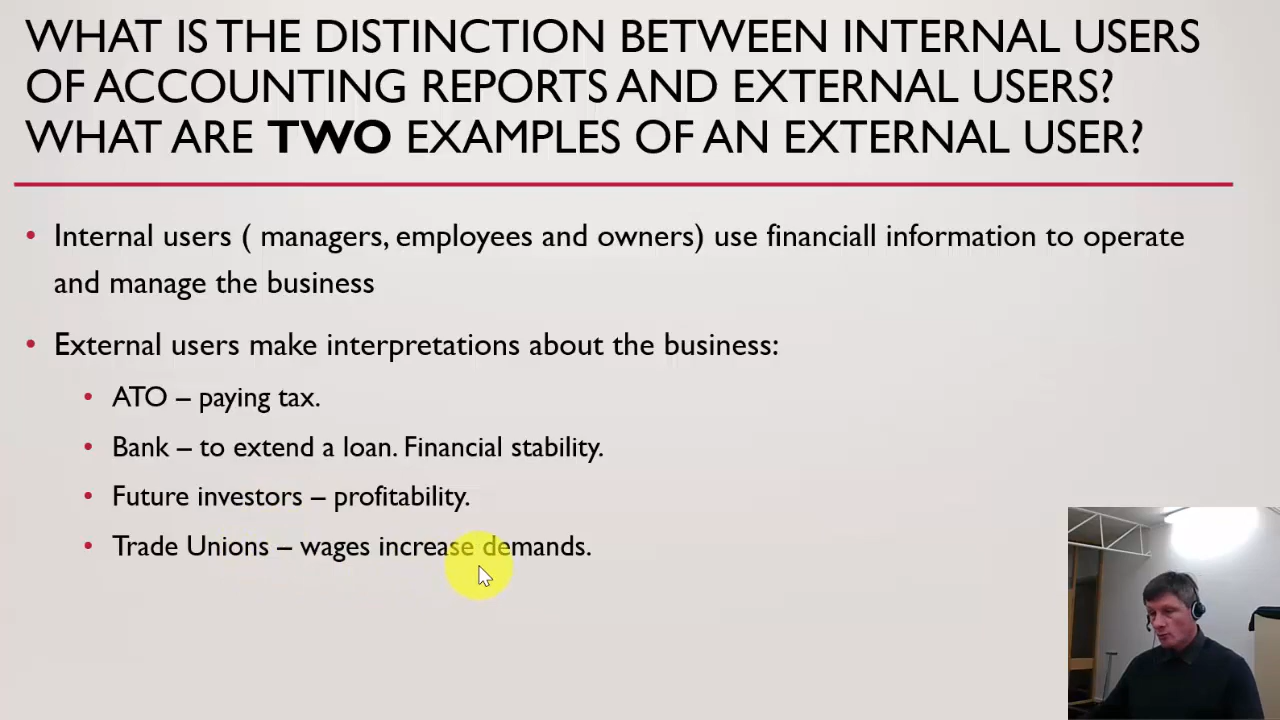 WHAT IS THE DISTINCTION BETWEEN INTERNAL USERS
OF ACCOUNTING REPORTS AND EXTERNAL USERS?
WHAT ARE TWO EXAMPLES OF AN EXTERNAL USER?
• Internal users ( managers, employees and owners) use financiall information to operate
and manage the business
• External users make interpretations about the business:
• ATO – paying tax.
• Bank – to extend a loan. Financial stability.
• Future investors – profitability.
• Trade Unions – wages increase demands.